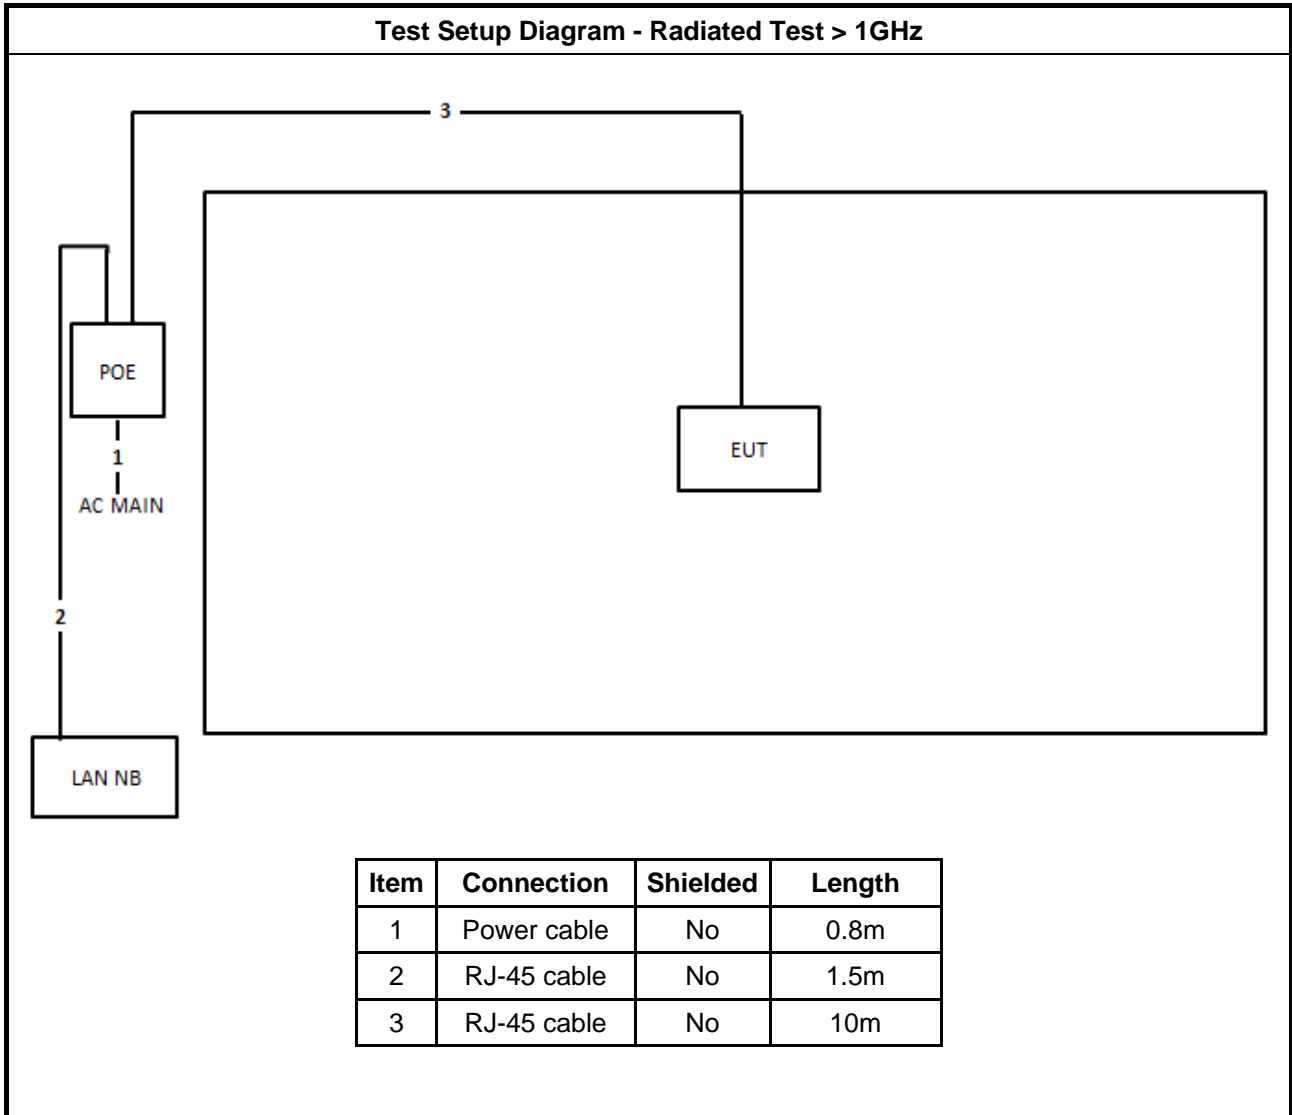 Test Setup Diagram - Radiated Test > 1GHz
3
POE
1
AC MAIN
EUT
2
LAN NB
Item Connection Shielded Length
1 Power cable No 0.8m
2 RJ-45 cable No 1.5m
3 RJ-45 cable No 10m